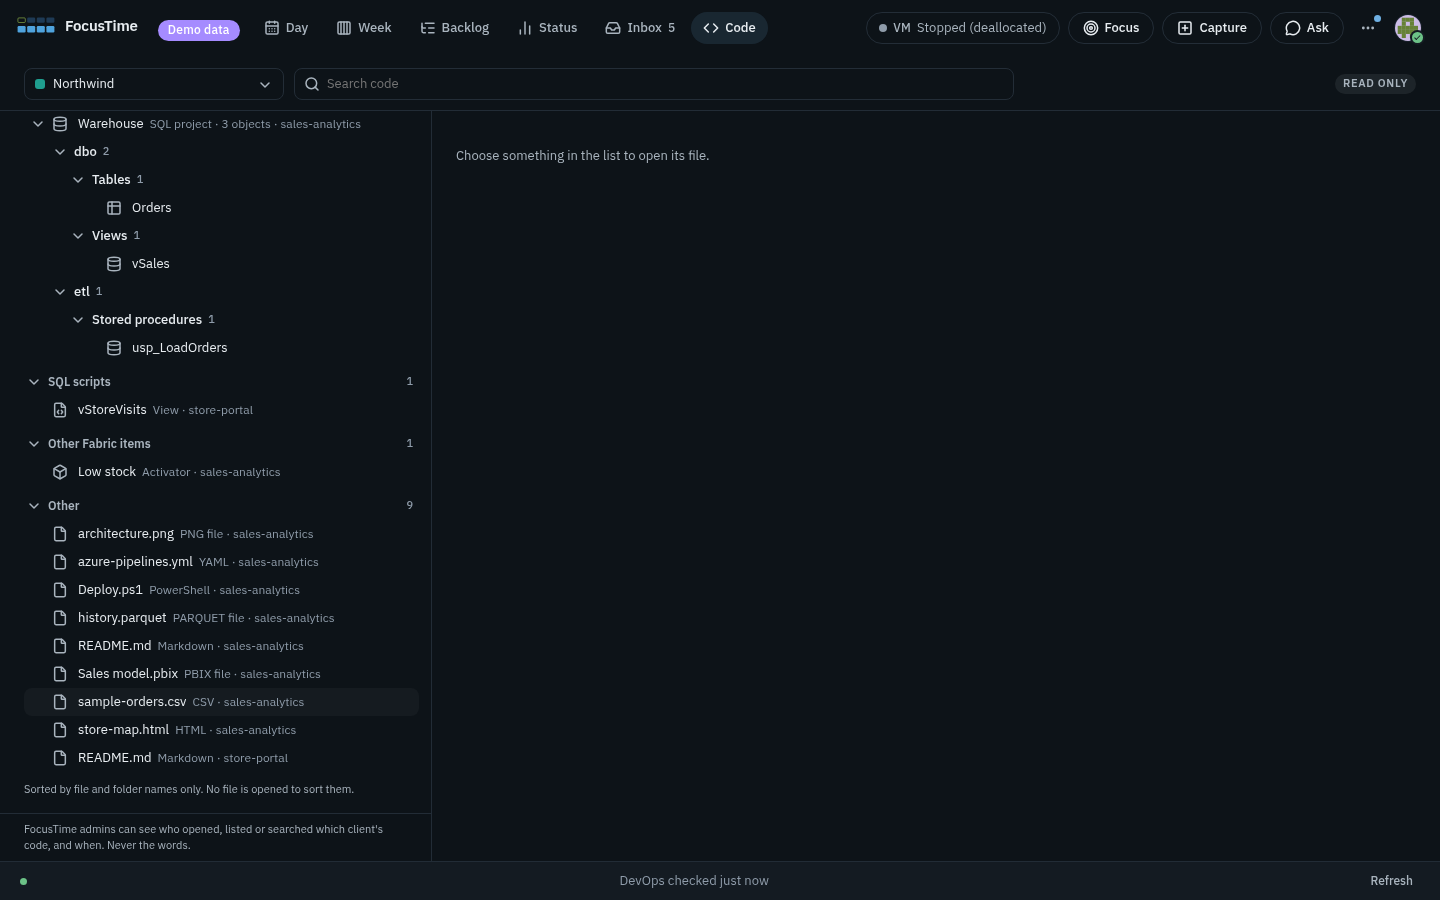 FocusTime
Demo data
Day
Week
Backlog
Status
Inbox 5
Code
VM Stopped (deallocated)
Focus
Capture
Ask
Northwind
Search code
READ ONLY
Warehouse SQL project · 3 objects · sales-analytics
dbo 2
Tables 1
Orders
Views 1
vSales
etl 1
Stored procedures 1
usp_LoadOrders
SQL scripts 1
vStoreVisits View · store-portal
Other Fabric items 1
Low stock Activator · sales-analytics
Other 9
architecture.png PNG file · sales-analytics
azure-pipelines.yml YAML · sales-analytics
Deploy.ps1 PowerShell · sales-analytics
history.parquet PARQUET file · sales-analytics
README.md Markdown · sales-analytics
Sales model.pbix PBIX file · sales-analytics
sample-orders.csv CSV · sales-analytics
store-map.html HTML · sales-analytics
README.md Markdown · store-portal
Sorted by file and folder names only. No file is opened to sort them.
FocusTime admins can see who opened, listed or searched which client's
code, and when. Never the words.
Choose something in the list to open its file.
DevOps checked just now
Refresh